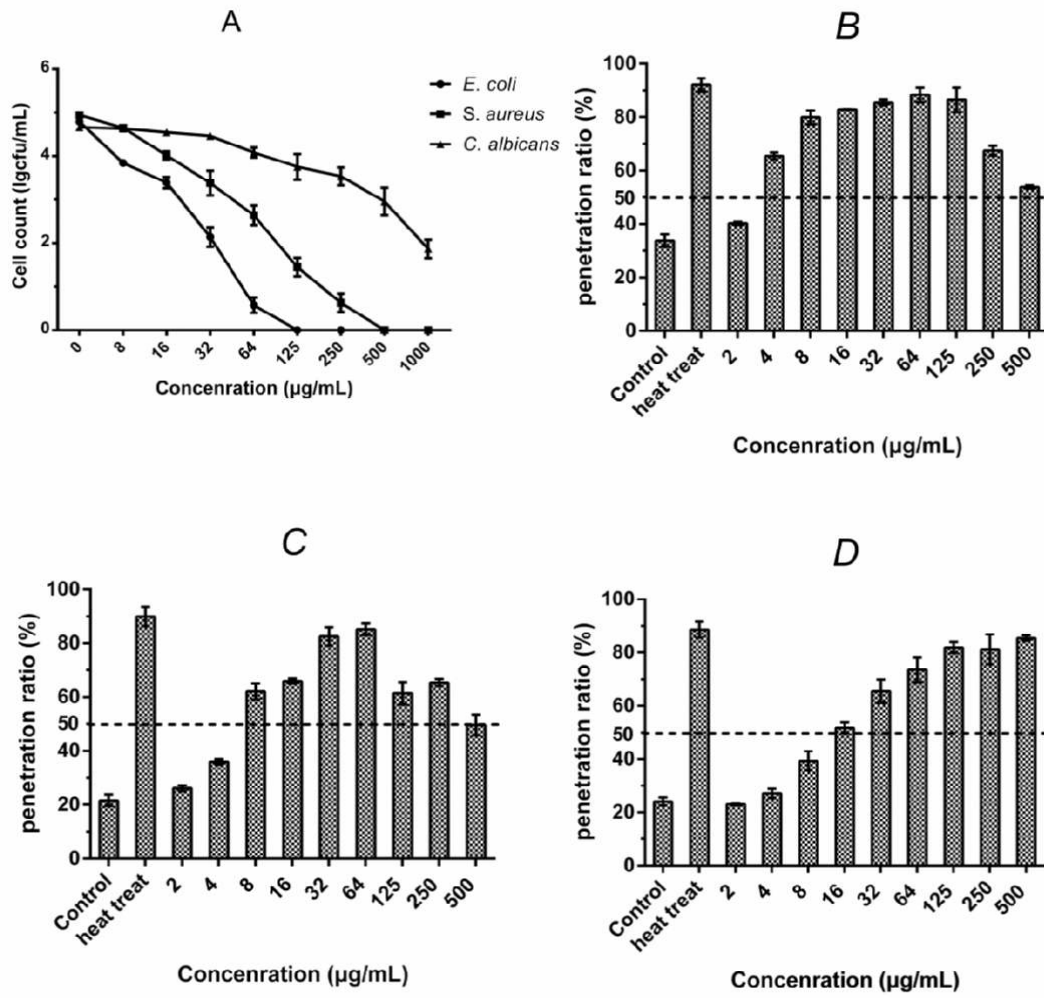 A
6
4
2
0
Cell count (lgcfu/mL)
E. coli
S. aureus
C. albicans
0 8 16 32 64 125 250 500 1000
Concenration (µg/mL)
B
100
80
60
50
40
20
0
penetration ratio (%)
Control heat treat 2 4 8 16 32 64 125 250 500
Concenration (µg/mL)
C
100
80
60
50
40
20
0
penetration ratio (%)
Control heat treat 2 4 8 16 32 64 125 250 500
Concenration (µg/mL)
D
100
80
60
50
40
20
0
penetration ratio (%)
Control heat treat 2 4 8 16 32 64 125 250 500
Concenration (µg/mL)